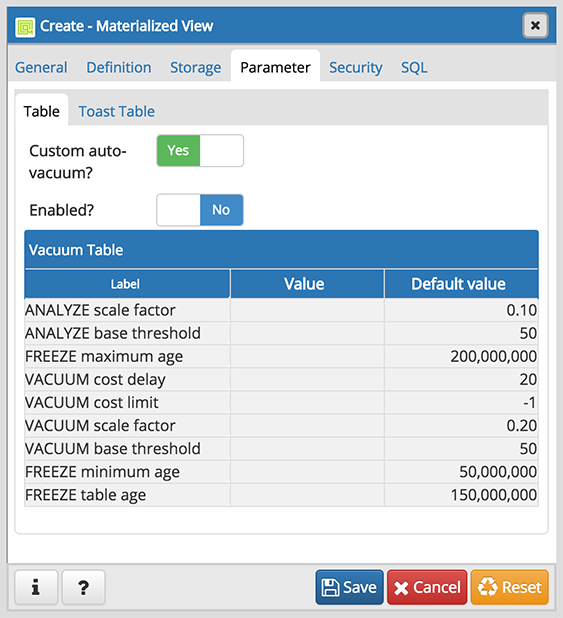 Create - Materialized View
General Definition Storage Parameter Security SQL
Table Toast Table
Custom auto-
vacuum?
Yes
Enabled?
No
Vacuum Table
Label Value Default value
ANALYZE scale factor 0.10
ANALYZE base threshold 50
FREEZE maximum age 200,000,000
VACUUM cost delay 20
VACUUM cost limit -1
VACUUM scale factor 0.20
VACUUM base threshold 50
FREEZE minimum age 50,000,000
FREEZE table age 150,000,000
i ? Save Cancel Reset